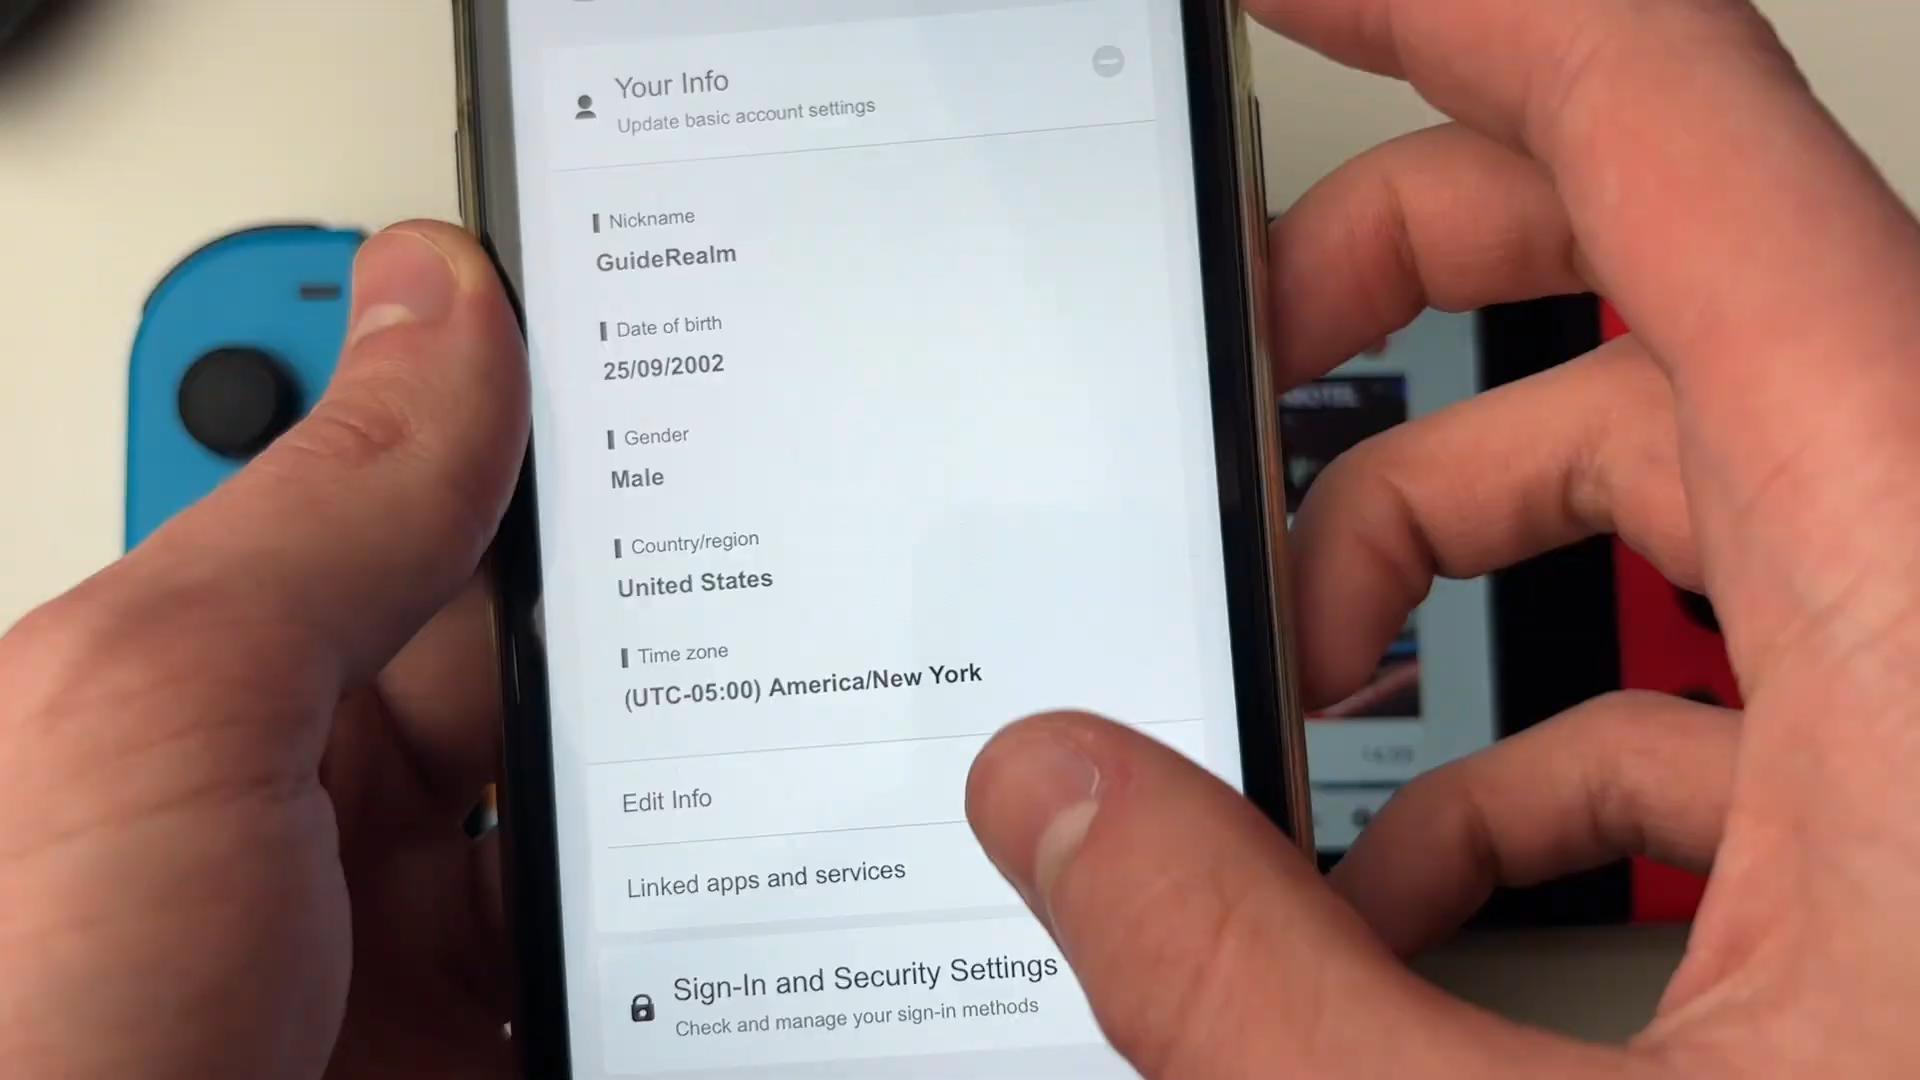 Your Info
Update basic account settings
Nickname
GuideRealm
Date of birth
25/09/2002
Gender
Male
Country/region
United States
Time zone
(UTC-05:00) America/New York
Edit Info
Linked apps and services
Sign-In and Security Settings
Check and manage your sign-in methods